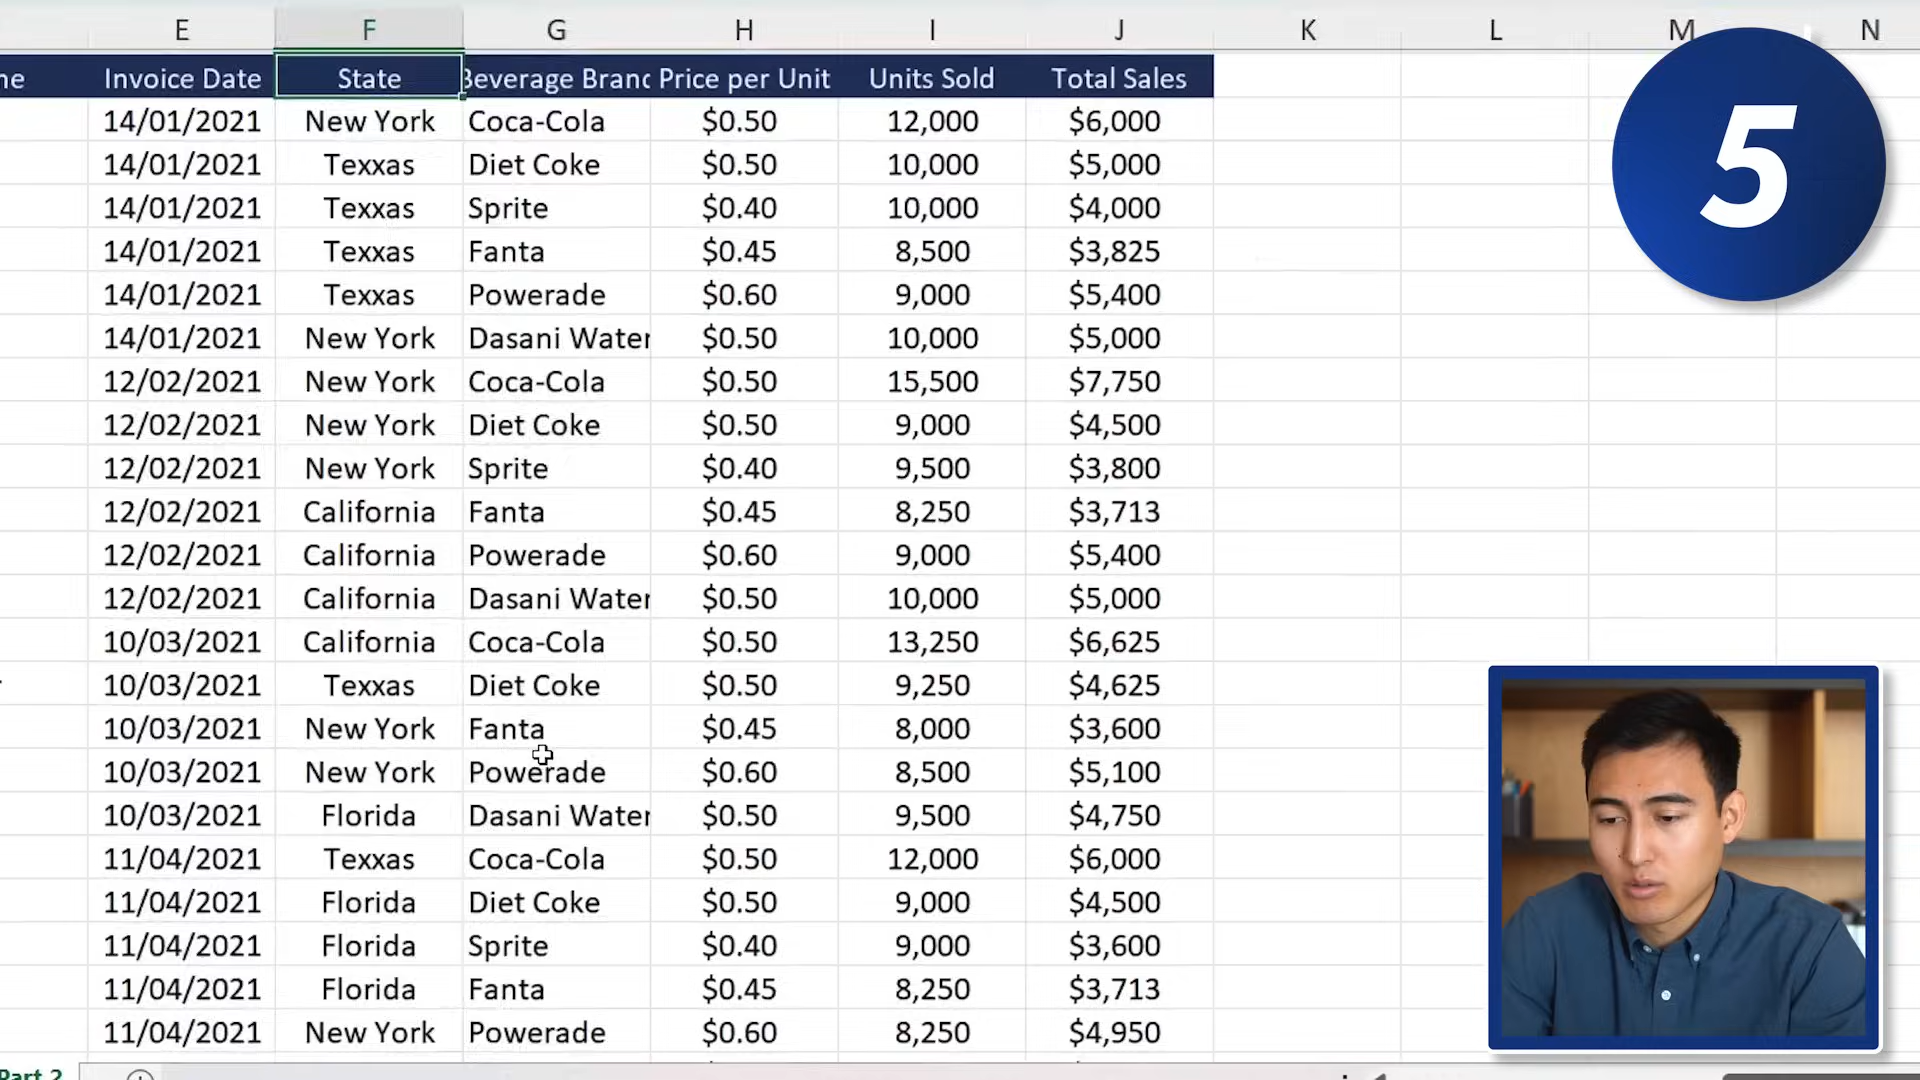 E F G H I J K L M N
ne Invoice Date State Beverage Brand Price per Unit Units Sold Total Sales
14/01/2021 New York Coca-Cola $0.50 12,000 $6,000
14/01/2021 Texxas Diet Coke $0.50 10,000 $5,000
14/01/2021 Texxas Sprite $0.40 10,000 $4,000
14/01/2021 Texxas Fanta $0.45 8,500 $3,825
14/01/2021 Texxas Powerade $0.60 9,000 $5,400
14/01/2021 New York Dasani Water $0.50 10,000 $5,000
12/02/2021 New York Coca-Cola $0.50 15,500 $7,750
12/02/2021 New York Diet Coke $0.50 9,000 $4,500
12/02/2021 New York Sprite $0.40 9,500 $3,800
12/02/2021 California Fanta $0.45 8,250 $3,713
12/02/2021 California Powerade $0.60 9,000 $5,400
12/02/2021 California Dasani Water $0.50 10,000 $5,000
10/03/2021 California Coca-Cola $0.50 13,250 $6,625
10/03/2021 Texxas Diet Coke $0.50 9,250 $4,625
10/03/2021 New York Fanta $0.45 8,000 $3,600
10/03/2021 New York Powerade $0.60 8,500 $5,100
10/03/2021 Florida Dasani Water $0.50 9,500 $4,750
11/04/2021 Texxas Coca-Cola $0.50 12,000 $6,000
11/04/2021 Florida Diet Coke $0.50 9,000 $4,500
11/04/2021 Florida Sprite $0.40 9,000 $3,600
11/04/2021 Florida Fanta $0.45 8,250 $3,713
11/04/2021 New York Powerade $0.60 8,250 $4,950
Part 2
5